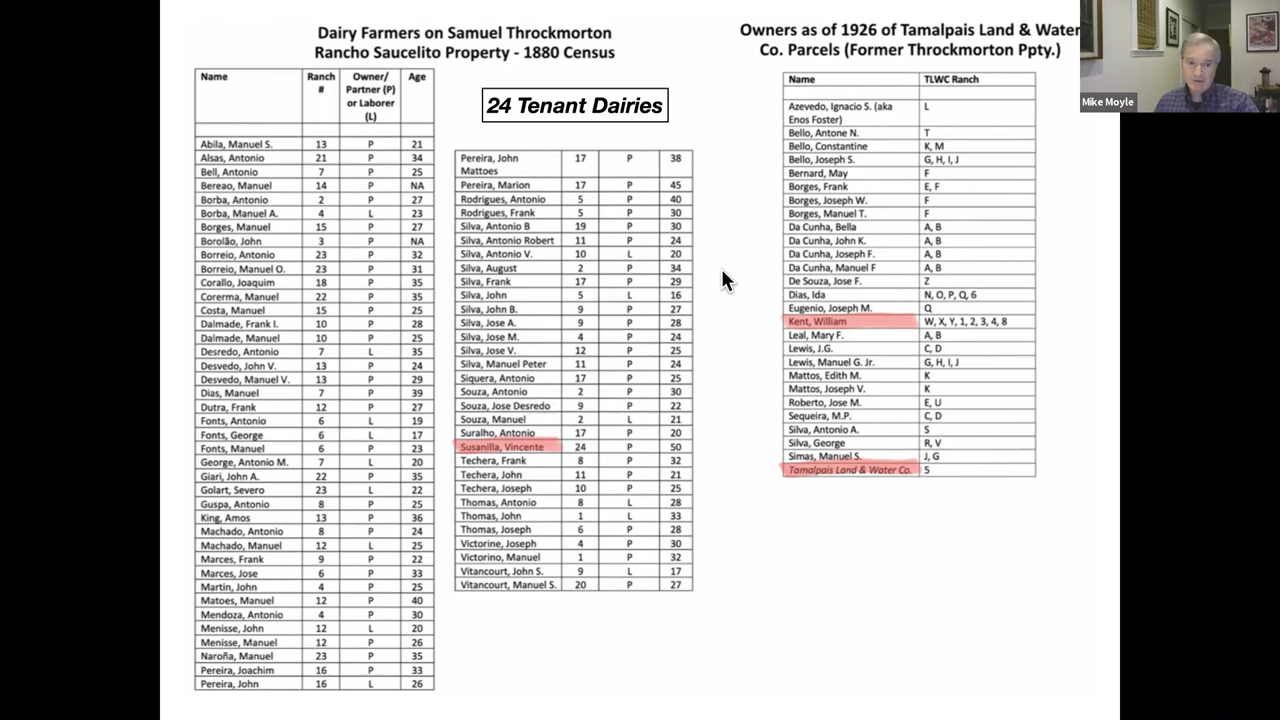 Dairy Farmers on Samuel Throckmorton
Rancho Saucelito Property - 1880 Census
Name Ranch # Owner/ Partner (P) or Laborer (L) Age
Abila, Manuel S. 13 P 21
Alsas, Antonio 21 P 34
Bell, Antonio 7 P 25
Bereao, Manuel 14 P NA
Borba, Antonio 2 P 27
Borba, Manuel A. 4 L 23
Borges, Manuel 15 P 27
Borolão, John 3 P NA
Borreio, Antonio 23 P 32
Borreio, Manuel O. 23 P 31
Corallo, Joaquim 18 P 35
Corerma, Manuel 22 P 35
Costa, Manuel 15 P 25
Dalmade, Frank I. 10 P 28
Dalmade, Manuel 10 P 25
Desredo, Antonio 7 L 35
Desvedo, John V. 13 P 24
Desvedo, Manuel V. 13 P 29
Dias, Manuel 7 P 39
Dutra, Frank 12 P 27
Fonts, Antonio 6 L 19
Fonts, George 6 L 17
Fonts, Manuel 6 P 23
George, Antonio M. 7 L 20
Giari, John A. 22 P 35
Golart, Severo 23 L 22
Guspa, Antonio 8 P 25
King, Amos 13 P 36
Machado, Antonio 8 P 24
Machado, Manuel 12 L 25
Marces, Frank 9 P 22
Marces, Jose 6 P 33
Martin, John 4 P 25
Matoes, Manuel 12 P 40
Mendoza, Antonio 4 P 30
Menisse, John 12 L 20
Menisse, Manuel 12 P 26
Naroña, Manuel 23 P 35
Pereira, Joachim 16 P 33
Pereira, John 16 L 26
24 Tenant Dairies
Pereira, John Mattoes 17 P 38
Pereira, Marion 17 P 45
Rodrigues, Antonio 5 P 40
Rodrigues, Frank 5 P 30
Silva, Antonio B 19 P 30
Silva, Antonio Robert 11 P 24
Silva, Antonio V. 10 L 20
Silva, August 2 P 34
Silva, Frank 17 P 29
Silva, John 5 L 16
Silva, John B. 9 P 27
Silva, Jose A. 9 P 28
Silva, Jose M. 4 P 24
Silva, Jose V. 12 P 25
Silva, Manuel Peter 11 P 24
Siquera, Antonio 17 P 25
Souza, Antonio 2 P 30
Souza, Jose Desredo 9 P 22
Souza, Manuel 2 L 21
Suralho, Antonio 17 P 20
Susanilla, Vincente 24 P 50
Techera, Frank 8 P 32
Techera, John 11 P 21
Techera, Joseph 10 P 25
Thomas, Antonio 8 L 28
Thomas, John 1 L 33
Thomas, Joseph 6 P 28
Victorine, Joseph 4 P 30
Victorino, Manuel 1 P 32
Vitancourt, John S. 9 L 17
Vitancourt, Manuel S. 20 P 27
Owners as of 1926 of Tamalpais Land & Water
Co. Parcels (Former Throckmorton Ppty.)
Name TLWC Ranch
Azevedo, Ignacio S. (aka Enos Foster) L
Bello, Antone N. T
Bello, Constantine K, M
Bello, Joseph S. G, H, I, J
Bernard, May F
Borges, Frank E, F
Borges, Joseph W. F
Borges, Manuel T. F
Da Cunha, Bella A, B
Da Cunha, John K. A, B
Da Cunha, Joseph F. A, B
Da Cunha, Manuel F A, B
De Souza, Jose F. Z
Dias, Ida N, O, P, Q, 6
Eugenio, Joseph M. Q
Kent, William W, X, Y, 1, 2, 3, 4, 8
Leal, Mary F. A, B
Lewis, J.G. C, D
Lewis, Manuel G. Jr. G, H, I, J
Mattos, Edith M. K
Mattos, Joseph V. K
Roberto, Jose M. E, U
Sequeira, M.P. C, D
Silva, Antonio A. S
Silva, George R, V
Simas, Manuel S. J, G
Tamalpais Land & Water Co. 5
Mike Moyle